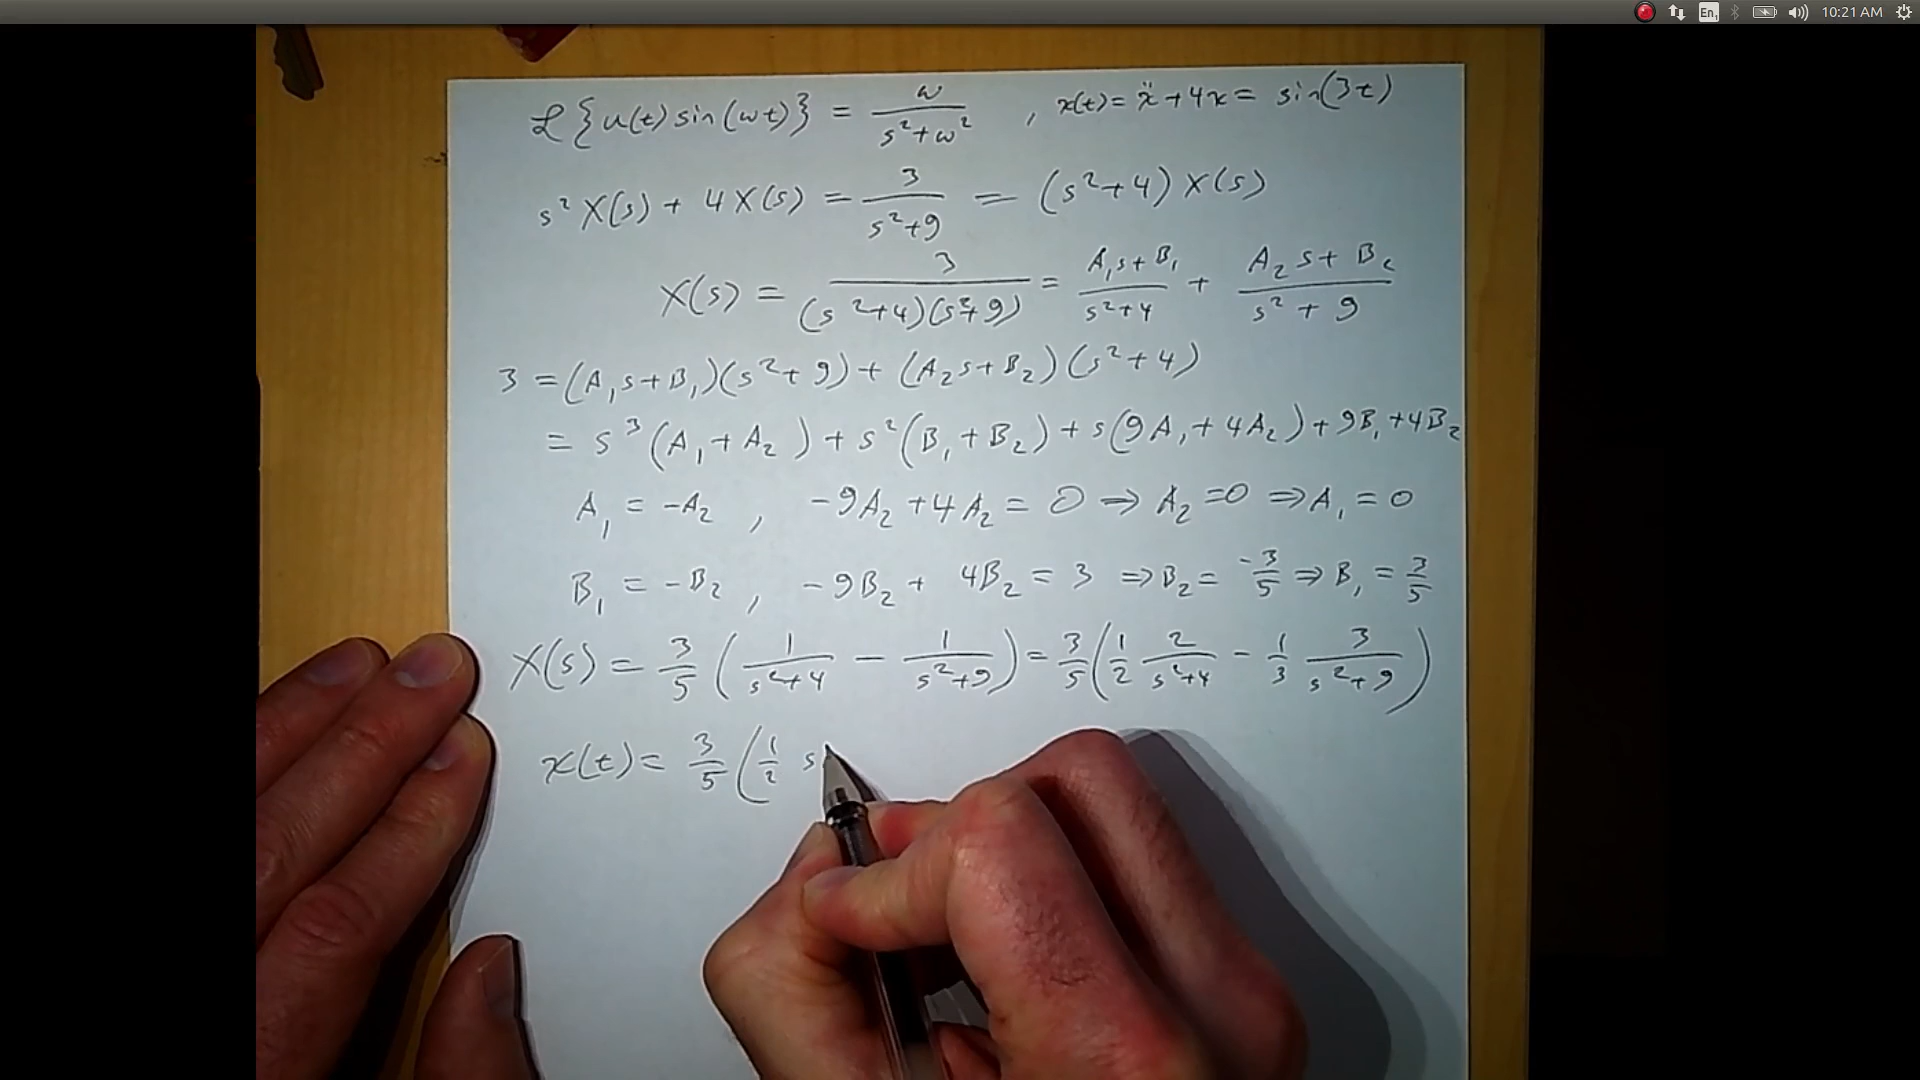 10:21 AM
En₁
ℒ{u(t) sin(ωt)} = ω/(s²+ω²) , x(t) = ẍ + 4x = sin(3t)
s² X(s) + 4X(s) = 3/(s²+9) = (s²+4) X(s)
X(s) = 3/((s²+4)(s²+9)) = (A₁s+B₁)/(s²+4) + (A₂s+B₂)/(s²+9)
3 = (A₁s+B₁)(s²+9) + (A₂s+B₂)(s²+4)
= s³(A₁+A₂) + s²(B₁+B₂) + s(9A₁+4A₂) + 9B₁+4B₂
A₁ = -A₂ , -9A₂+4A₂ = 0 ⇒ A₂=0 ⇒ A₁=0
B₁ = -B₂ , -9B₂ + 4B₂ = 3 ⇒ B₂ = -3/5 ⇒ B₁ = 3/5
X(s) = 3/5 (1/(s²+4) - 1/(s²+9)) = 3/5 (1/2 2/(s²+4) - 1/3 3/(s²+9))
x(t) = 3/5 (1/2 s